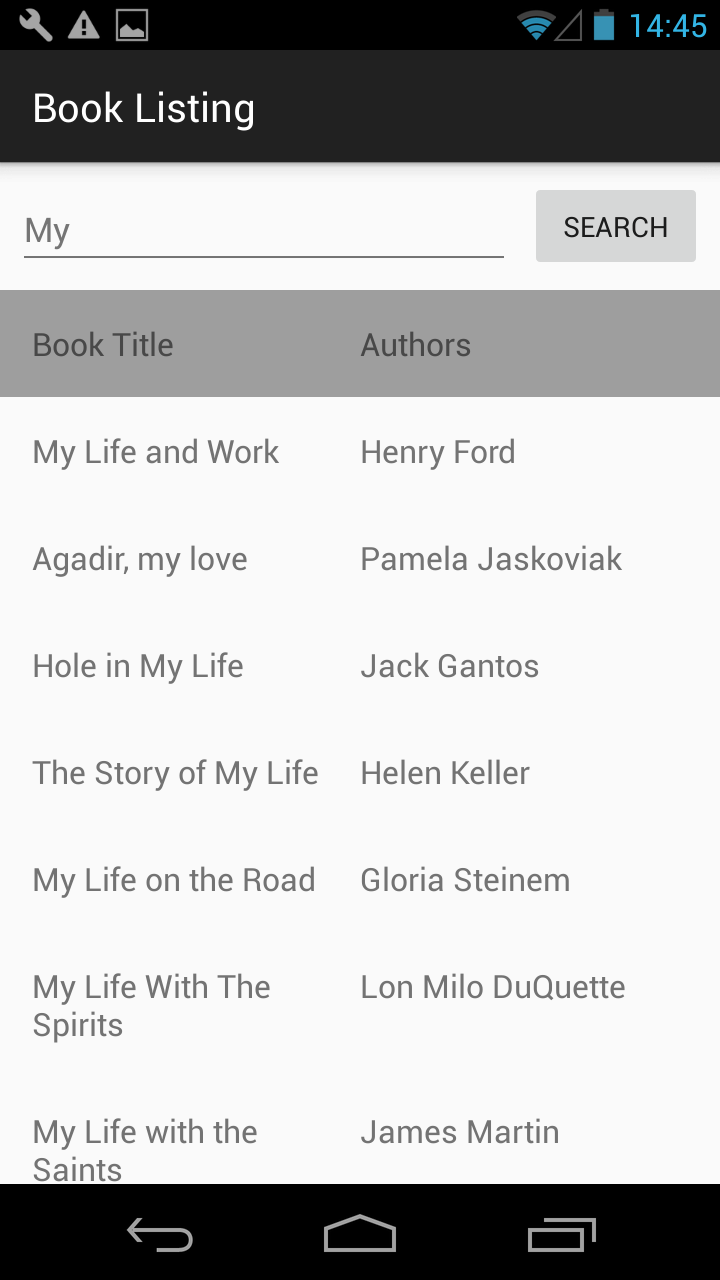 14:45
Book Listing
My
SEARCH
Book Title
Authors
My Life and Work
Henry Ford
Agadir, my love
Pamela Jaskoviak
Hole in My Life
Jack Gantos
The Story of My Life
Helen Keller
My Life on the Road
Gloria Steinem
My Life With The
Spirits
Lon Milo DuQuette
My Life with the
Saints
James Martin